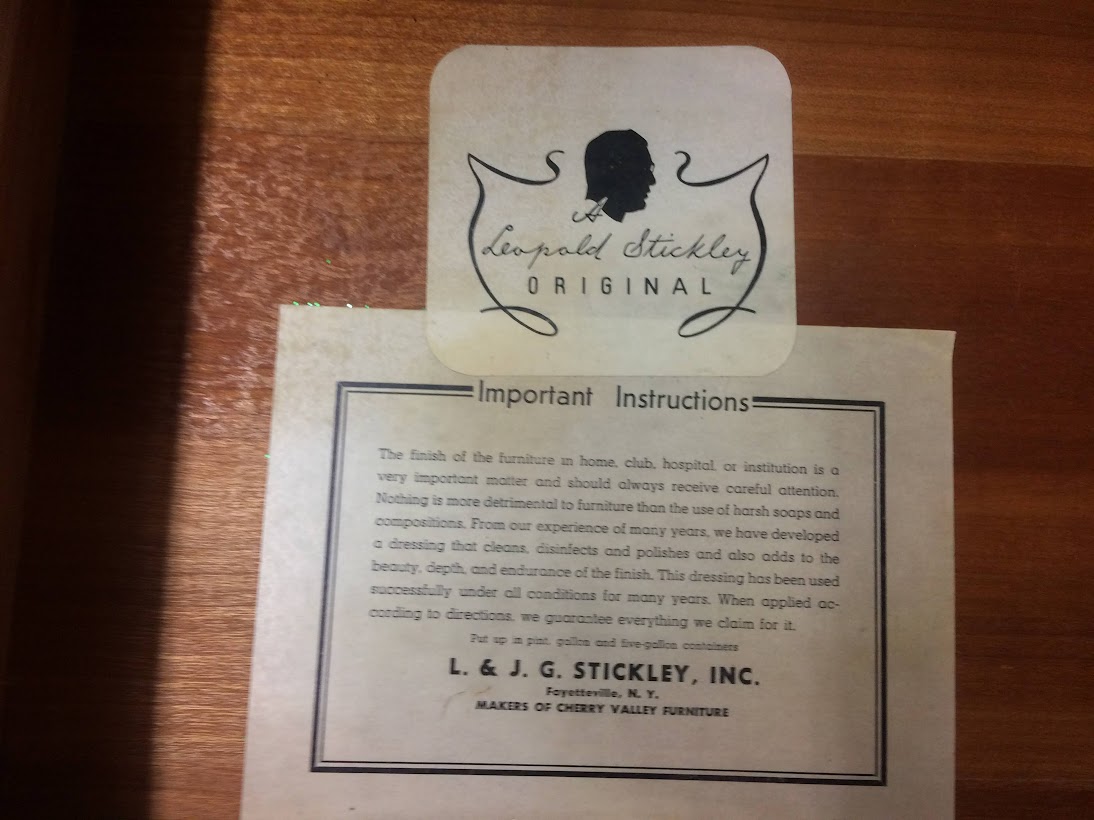 A
Leopold Stickley
ORIGINAL
Important Instructions
The finish of the furniture in home, club, hospital, or institution is a
very important matter and should always receive careful attention.
Nothing is more detrimental to furniture than the use of harsh soaps and
compositions. From our experience of many years, we have developed
a dressing that cleans, disinfects and polishes and also adds to the
beauty, depth, and endurance of the finish. This dressing has been used
successfully under all conditions for many years. When applied ac-
cording to directions, we guarantee everything we claim for it.
Put up in pint, gallon and five-gallon containers
L. & J. G. STICKLEY, INC.
Fayetteville, N. Y.
MAKERS OF CHERRY VALLEY FURNITURE